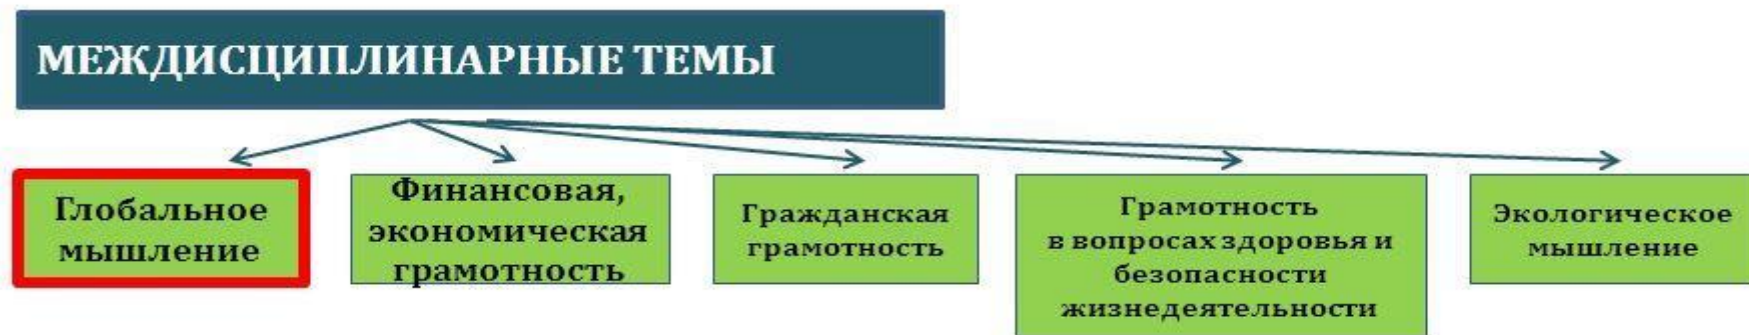 МЕЖДИСЦИПЛИНАРНЫЕ ТЕМЫ
Глобальное
мышление
Финансовая,
экономическая
грамотность
Гражданская
грамотность
Грамотность
в вопросах здоровья и
безопасности
жизнедеятельности
Экологическое
мышление